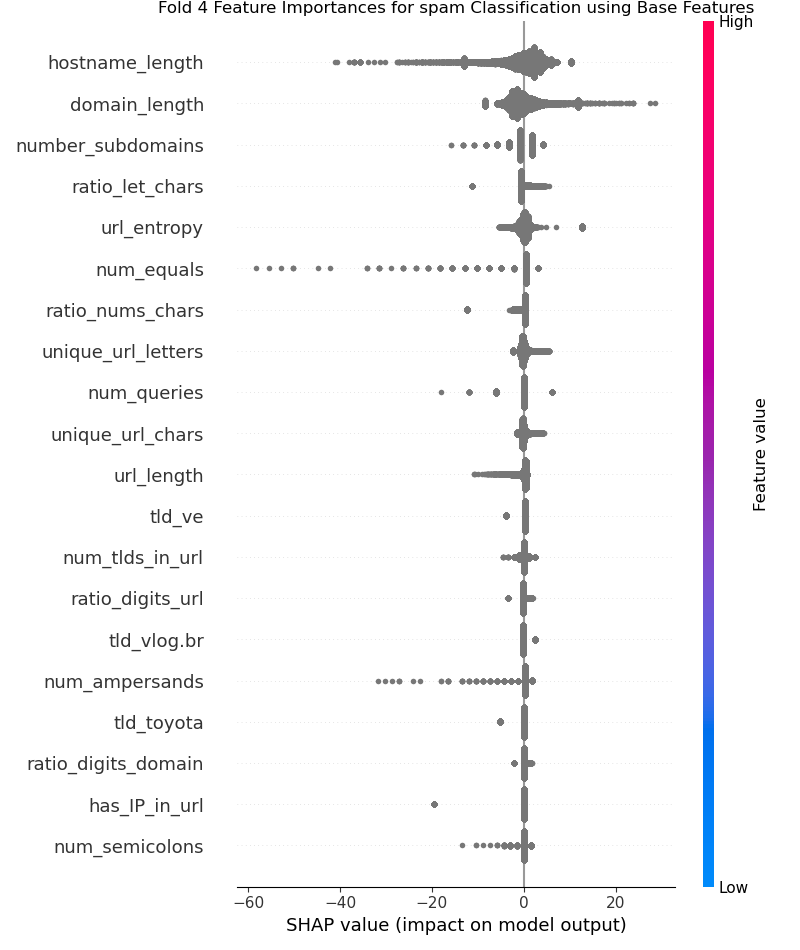 Fold 4 Feature Importances for spam Classification using Base Features
High
hostname_length
domain_length
number_subdomains
ratio_let_chars
url_entropy
num_equals
ratio_nums_chars
unique_url_letters
num_queries
unique_url_chars
url_length
tld_ve
num_tlds_in_url
ratio_digits_url
tld_vlog.br
num_ampersands
tld_toyota
ratio_digits_domain
has_IP_in_url
num_semicolons
Feature value
Low
−60 −40 −20 0 20
SHAP value (impact on model output)